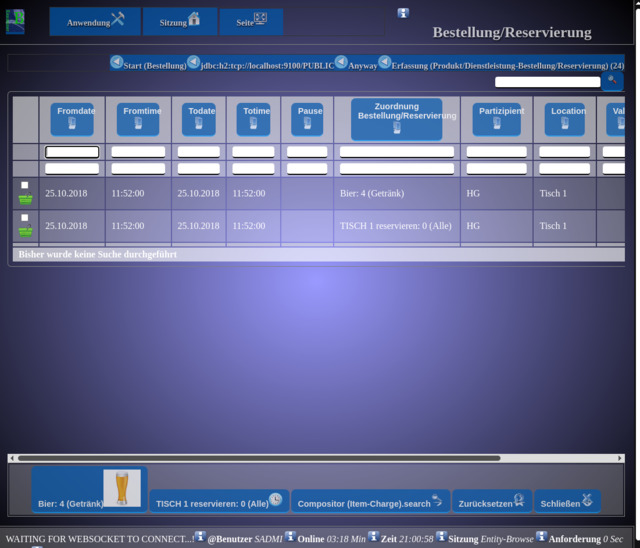 Anwendung Sitzung Seite
Bestellung/Reservierung
Start (Bestellung) jdbc:h2:tcp://localhost:9100/PUBLIC Anyway Erfassung (Produkt/Dienstleistung-Bestellung/Reservierung) (24)
Fromdate Fromtime Todate Totime Pause Zuordnung Bestellung/Reservierung Partizipient Location Val
25.10.2018 11:52:00 25.10.2018 11:52:00 Bier: 4 (Getränk) HG Tisch 1
25.10.2018 11:52:00 25.10.2018 11:52:00 TISCH 1 reservieren: 0 (Alle) HG Tisch 1
Bisher wurde keine Suche durchgeführt
Bier: 4 (Getränk) TISCH 1 reservieren: 0 (Alle) Compositor (Item-Charge).search Zurücksetzen Schließen
WAITING FOR WEBSOCKET TO CONNECT...! @Benutzer SADMI Online 03:18 Min Zeit 21:00:58 Sitzung Entity-Browse Anforderung 0 Sec